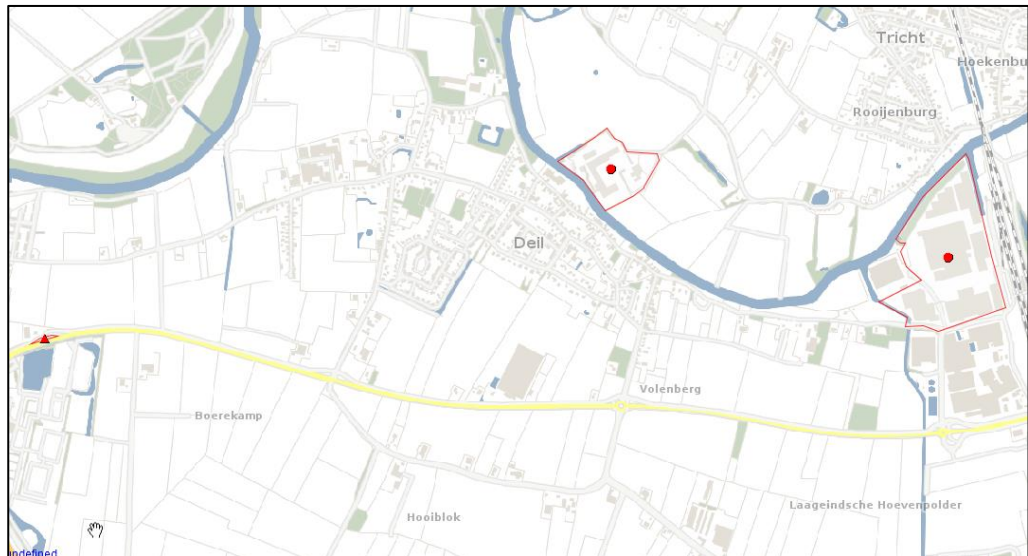 Tricht
Hoekenbu
Rooijenburg
Deil
Volenberg
Boerekamp
Laageindsche Hoevenpolder
Hooiblok
undefined